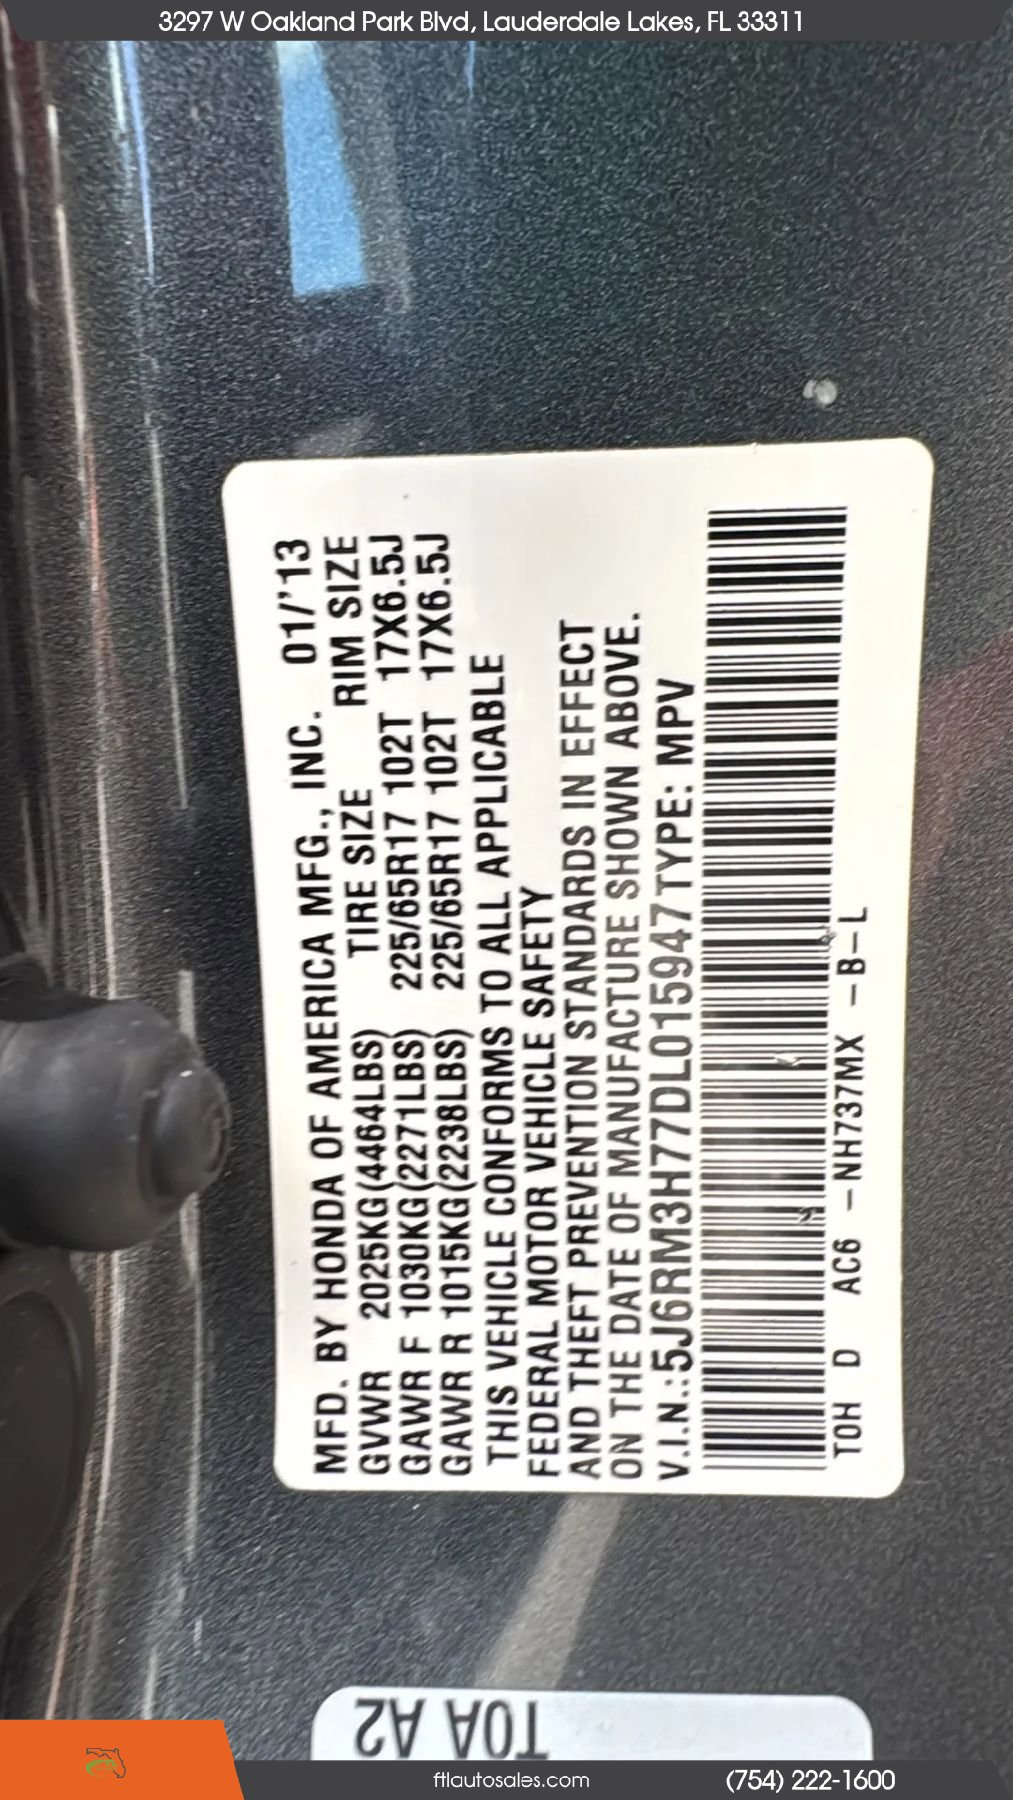 3297 W Oakland Park Blvd, Lauderdale Lakes, FL 33311
MFD. BY HONDA OF AMERICA MFG., INC. 01/'13
GVWR 2025KG(4464LBS) TIRE SIZE RIM SIZE
GAWR F 1030KG(2271LBS) 225/65R17 102T 17X6.5J
GAWR R 1015KG(2238LBS) 225/65R17 102T 17X6.5J
THIS VEHICLE CONFORMS TO ALL APPLICABLE
FEDERAL MOTOR VEHICLE SAFETY
AND THEFT PREVENTION STANDARDS IN EFFECT
ON THE DATE OF MANUFACTURE SHOWN ABOVE.
V.I.N.:5J6RM3H77DL015947 TYPE: MPV
TOH D AC6 -NH737MX -B-L
T0A A2
ftlautosales.com
(754) 222-1600